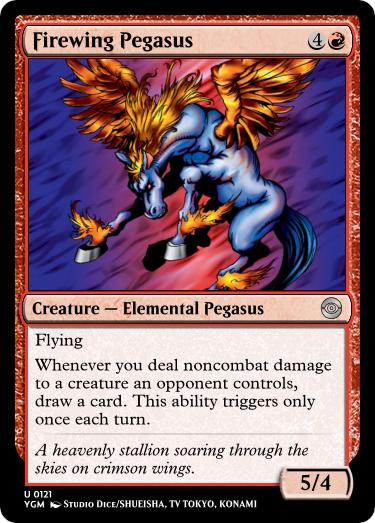 Firewing Pegasus 4
Creature — Elemental Pegasus
Flying
Whenever you deal noncombat damage
to a creature an opponent controls,
draw a card. This ability triggers only
once each turn.
A heavenly stallion soaring through the
skies on crimson wings.
5/4
U 0121
YGM Studio Dice/SHUEISHA, TV TOKYO, KONAMI